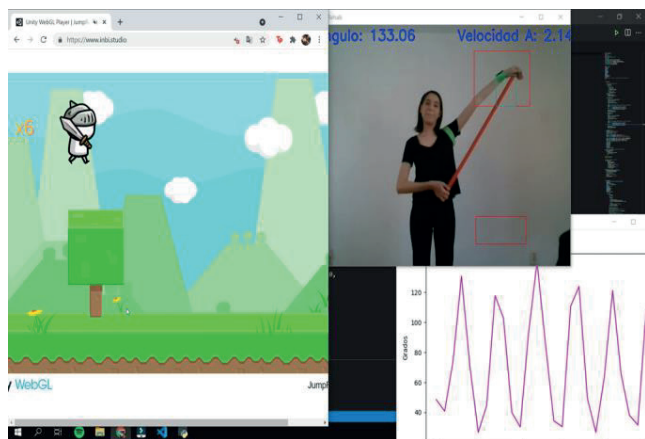 Unity WebGL Player | Jump
https://www.inbi.studio
x6
WebGL
ngulo: 133.06
Velocidad A: 2.14
Grados
120
100
80
60
40